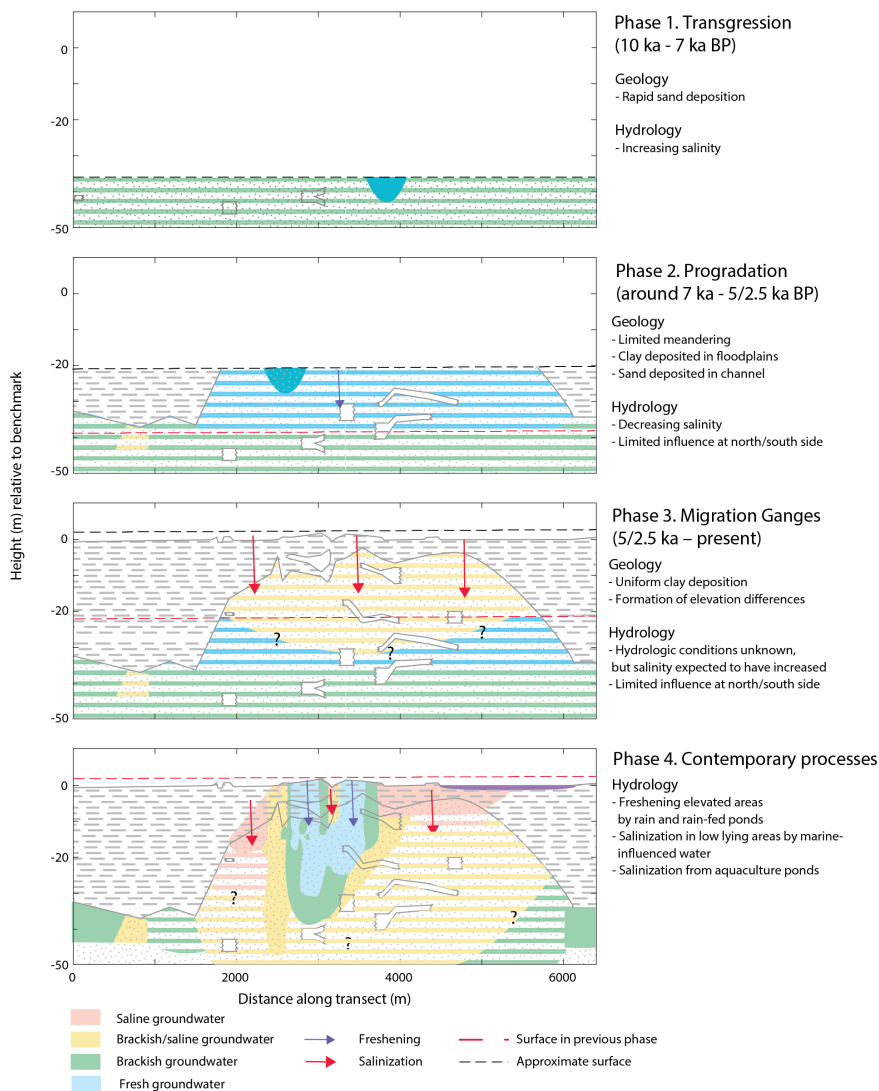 Phase 1. Transgression
(10 ka - 7 ka BP)
Geology
- Rapid sand deposition
Hydrology
- Increasing salinity
0
-20
-50
Phase 2. Progradation
(around 7 ka - 5/2.5 ka BP)
Geology
- Limited meandering
- Clay deposited in floodplains
- Sand deposited in channel
Hydrology
- Decreasing salinity
- Limited influence at north/south side
0
-20
-50
Height (m) relative to benchmark
Phase 3. Migration Ganges
(5/2.5 ka – present)
Geology
- Uniform clay deposition
- Formation of elevation differences
Hydrology
- Hydrologic conditions unknown,
but salinity expected to have increased
- Limited influence at north/south side
0
-20
-50
?
?
?
Phase 4. Contemporary processes
Hydrology
- Freshening elevated areas
by rain and rain-fed ponds
- Salinization in low lying areas by marine-
influenced water
- Salinization from aquaculture ponds
0
-20
-50
?
?
?
0
2000
4000
6000
Distance along transect (m)
Saline groundwater
Brackish/saline groundwater
Brackish groundwater
Fresh groundwater
Freshening
Salinization
Surface in previous phase
Approximate surface